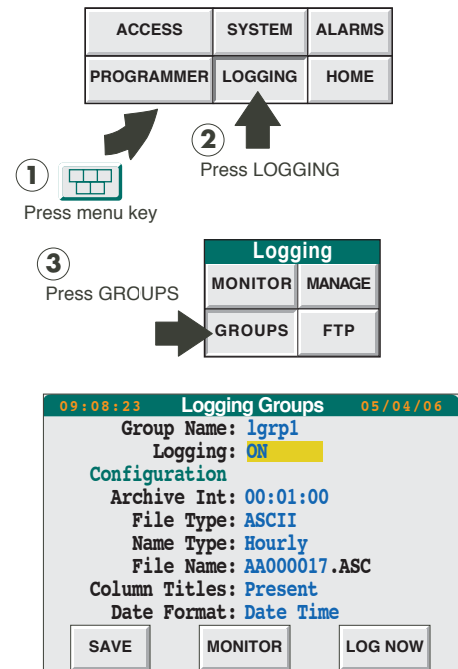 ACCESS SYSTEM ALARMS
PROGRAMMER LOGGING HOME
2
Press LOGGING
1
Press menu key
3
Press GROUPS
Logging
MONITOR MANAGE
GROUPS FTP
09:08:23 Logging Groups 05/04/06
Group Name: lgrp1
Logging: ON
Configuration
Archive Int: 00:01:00
File Type: ASCII
Name Type: Hourly
File Name: AA000017.ASC
Column Titles: Present
Date Format: Date Time
SAVE MONITOR LOG NOW